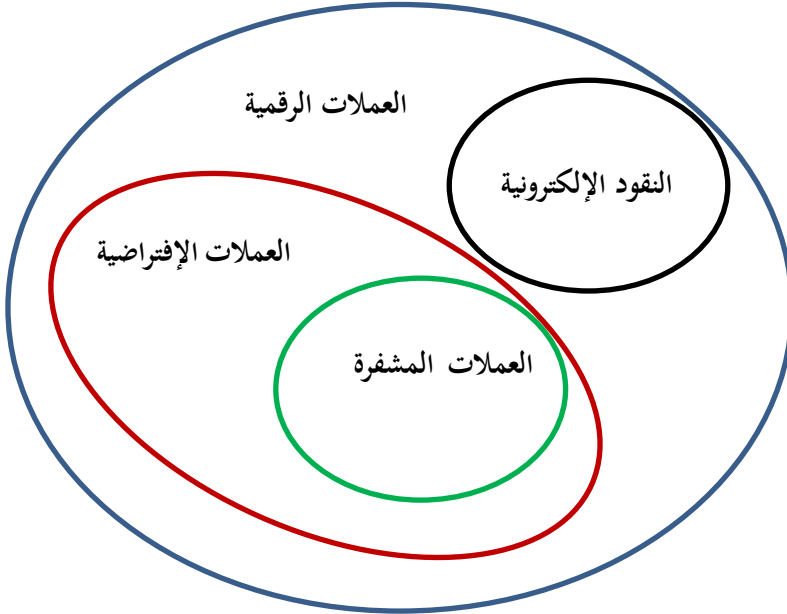 العملات الرقمية
النقود الإلكترونية
العملات الإفتراضية
العملات المشفرة